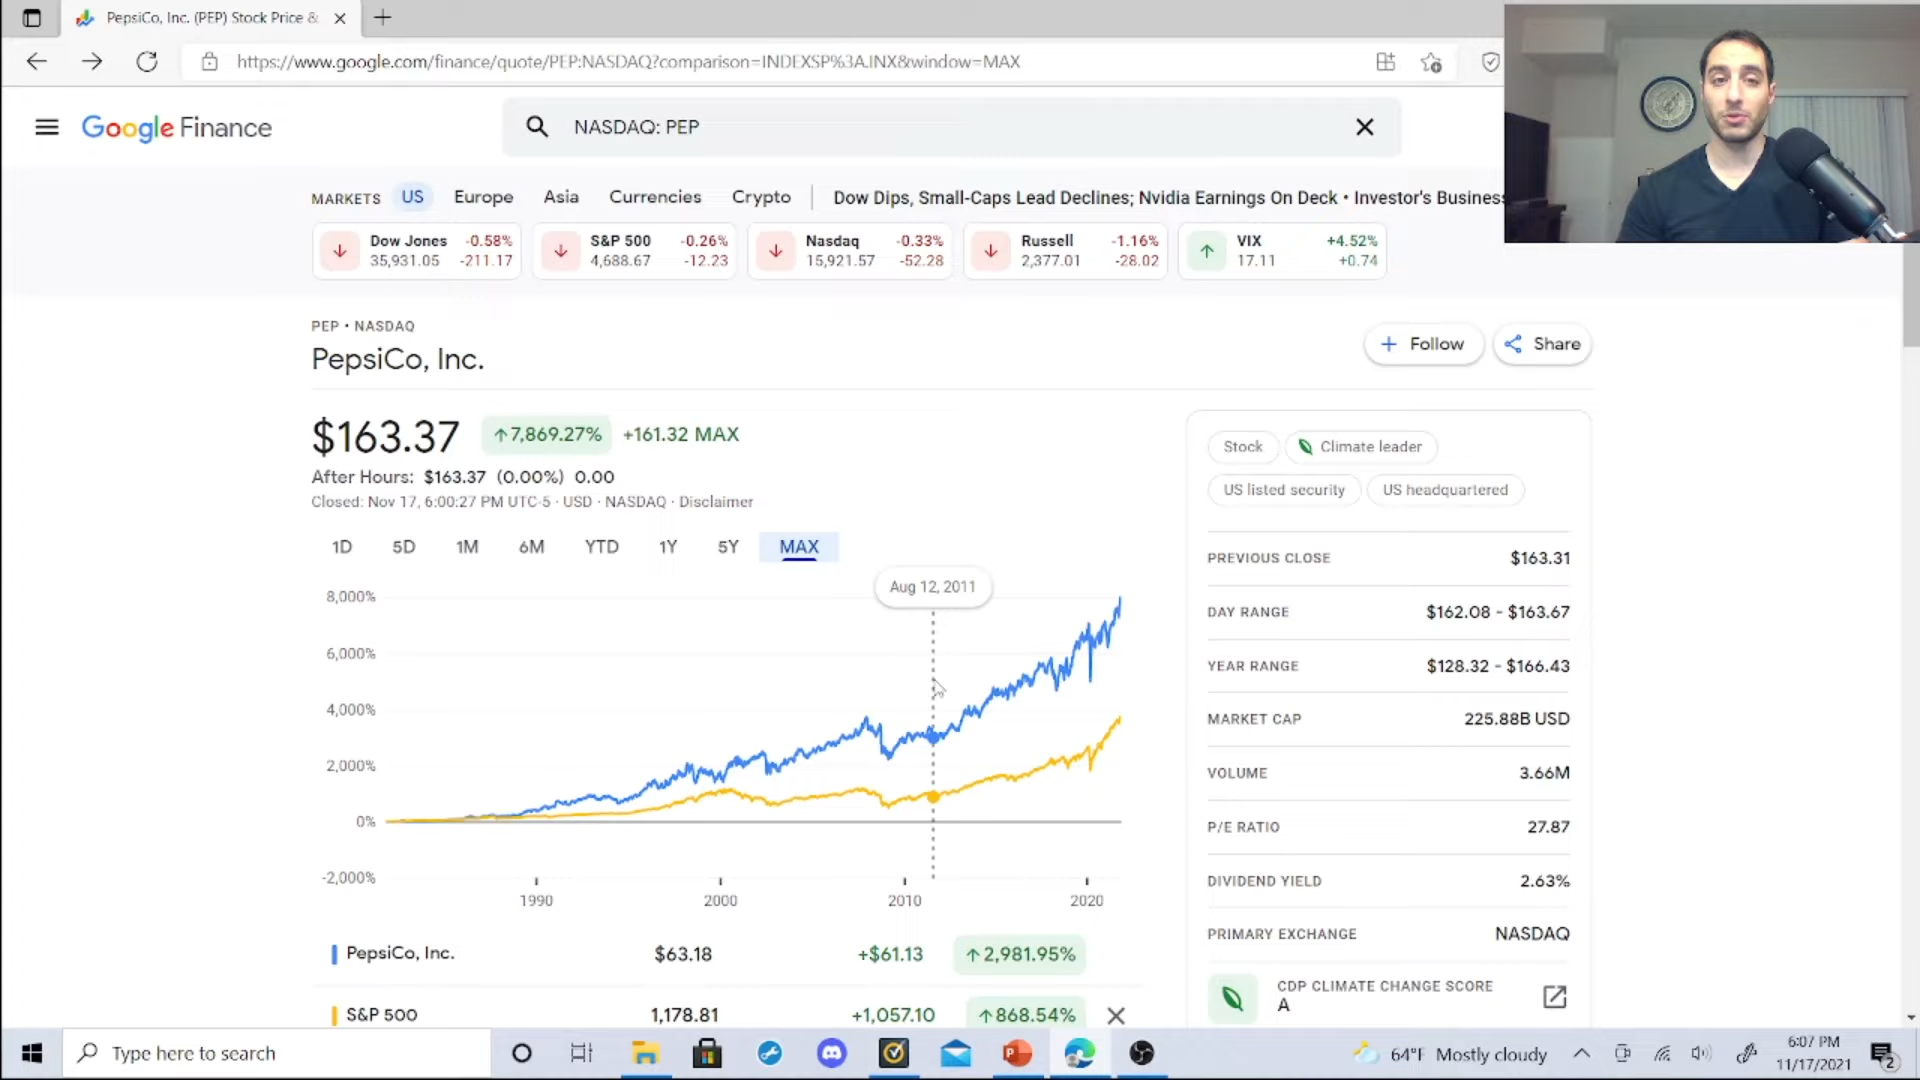 PepsiCo, Inc. (PEP) Stock Price &
https://www.google.com/finance/quote/PEP:NASDAQ?comparison=INDEXSP%3A.INX&window=MAX
Google Finance
NASDAQ: PEP
MARKETS US Europe Asia Currencies Crypto Dow Dips, Small-Caps Lead Declines; Nvidia Earnings On Deck • Investor's Business
Dow Jones -0.58% S&P 500 -0.26% Nasdaq -0.33% Russell -1.16% VIX +4.52%
35,931.05 -211.17 4,688.67 -12.23 15,921.57 -52.28 2,377.01 -28.02 17.11 +0.74
PEP • NASDAQ
PepsiCo, Inc.
Follow Share
$163.37 7,869.27% +161.32 MAX
After Hours: $163.37 (0.00%) 0.00
Closed: Nov 17, 6:00:27 PM UTC-5 · USD · NASDAQ · Disclaimer
1D 5D 1M 6M YTD 1Y 5Y MAX
Aug 12, 2011
8,000%
6,000%
4,000%
2,000%
0%
-2,000%
1990 2000 2010 2020
PepsiCo, Inc. $63.18 +$61.13 2,981.95%
S&P 500 1,178.81 +1,057.10 868.54%
Stock Climate leader
US listed security US headquartered
PREVIOUS CLOSE $163.31
DAY RANGE $162.08 - $163.67
YEAR RANGE $128.32 - $166.43
MARKET CAP 225.88B USD
VOLUME 3.66M
P/E RATIO 27.87
DIVIDEND YIELD 2.63%
PRIMARY EXCHANGE NASDAQ
CDP CLIMATE CHANGE SCORE
A
Type here to search
64°F Mostly cloudy
6:07 PM
11/17/2021
2